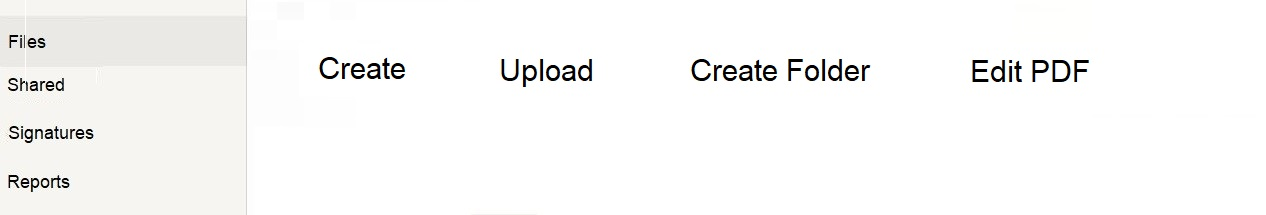 Files
Shared
Signatures
Reports
Create Upload Create Folder Edit PDF